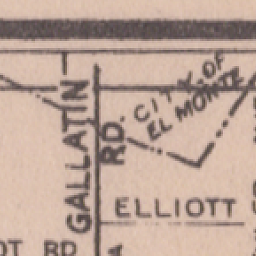 CITY OF
EL MONTE
GALLATIN
RD.
ELLIOTT
RD